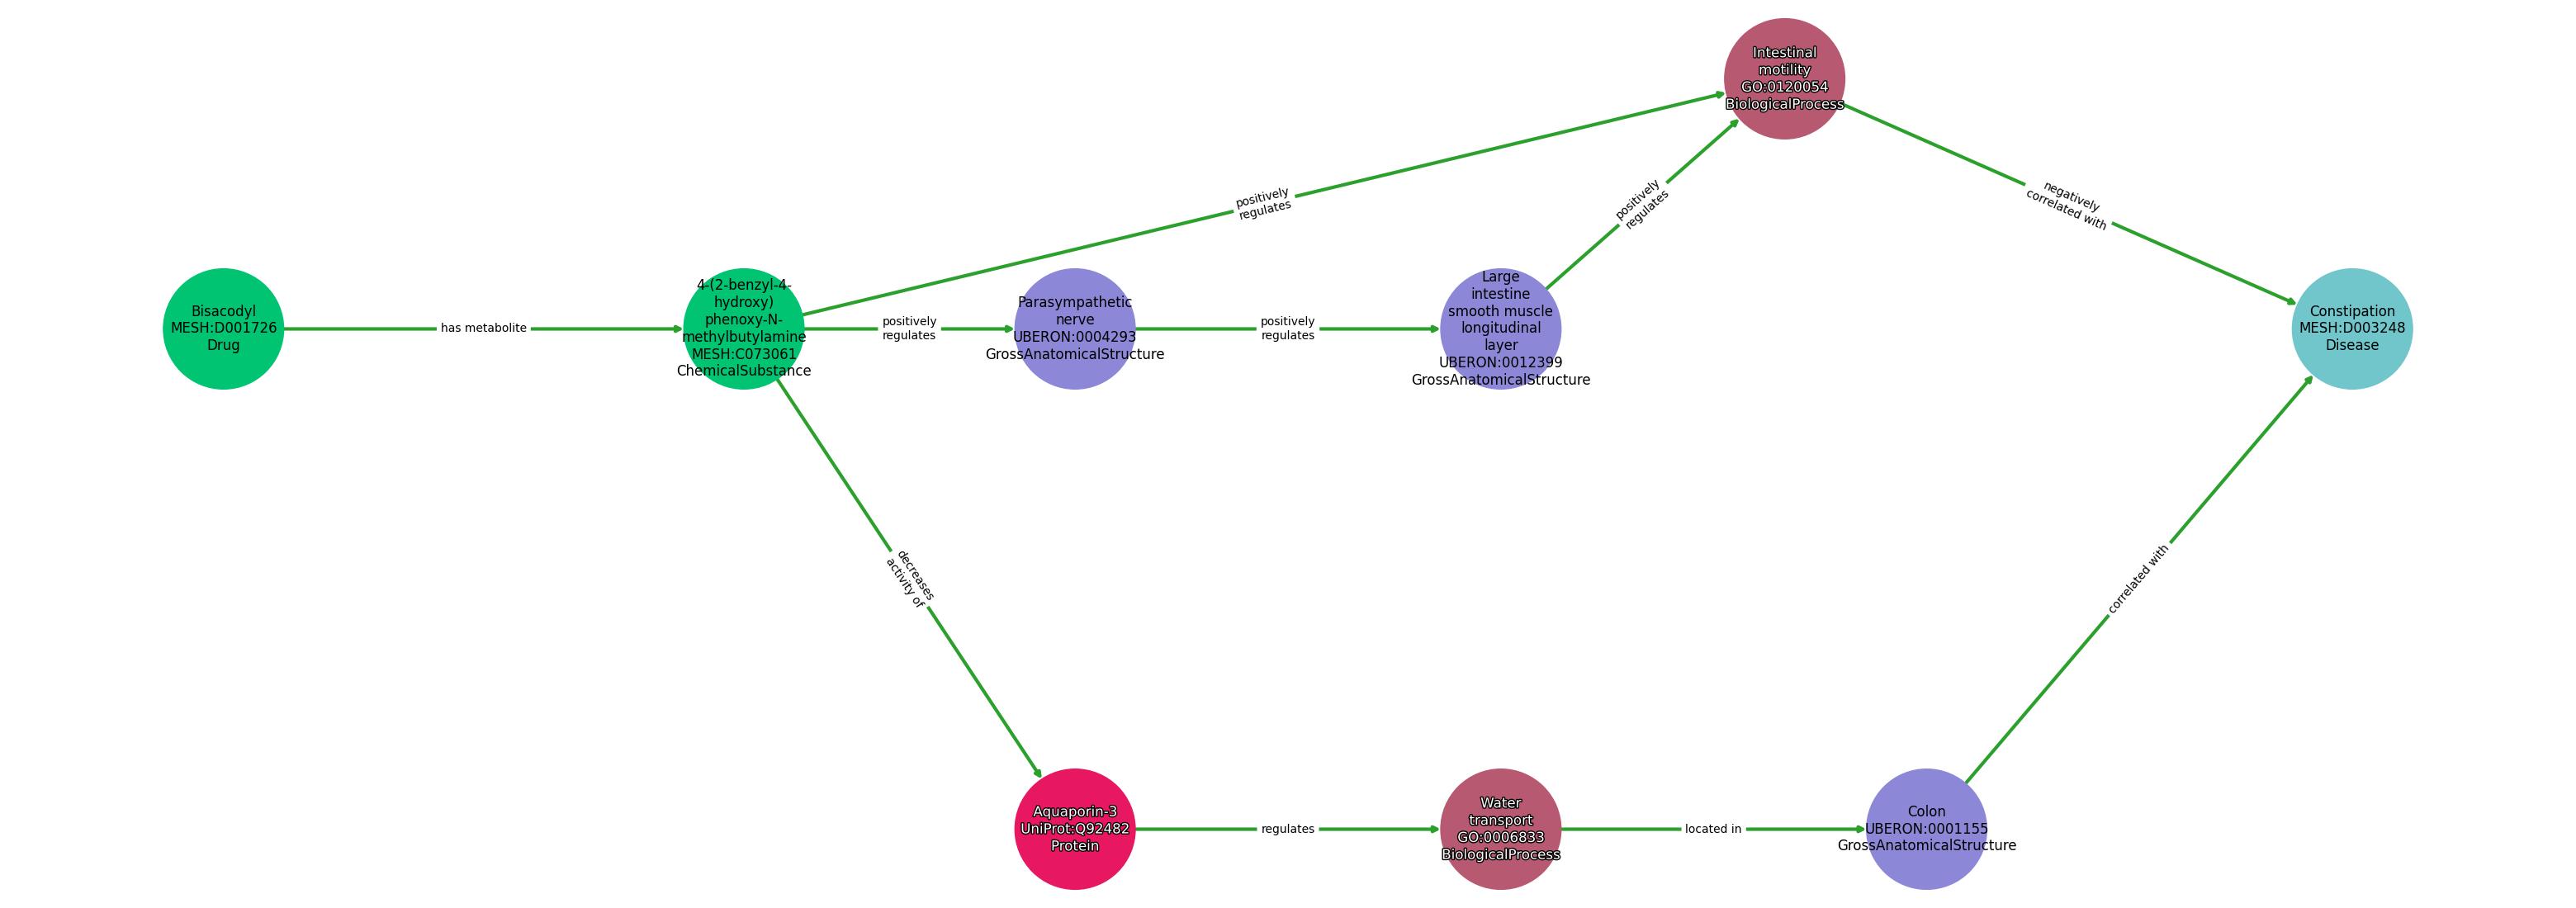 Intestinal
motility
GO:0120054
BiologicalProcess
positively
regulates
positively
regulates
negatively
correlated with
Bisacodyl
MESH:D001726
Drug
has metabolite
4-(2-benzyl-4-
hydroxy)
phenoxy-N-
methylbutylamine
MESH:C073061
ChemicalSubstance
positively
regulates
Parasympathetic
nerve
UBERON:0004293
GrossAnatomicalStructure
positively
regulates
Large
intestine
smooth muscle
longitudinal
layer
UBERON:0012399
GrossAnatomicalStructure
Constipation
MESH:D003248
Disease
decreases
activity of
correlated with
Aquaporin-3
UniProt:Q92482
Protein
regulates
Water
transport
GO:0006833
BiologicalProcess
located in
Colon
UBERON:0001155
GrossAnatomicalStructure